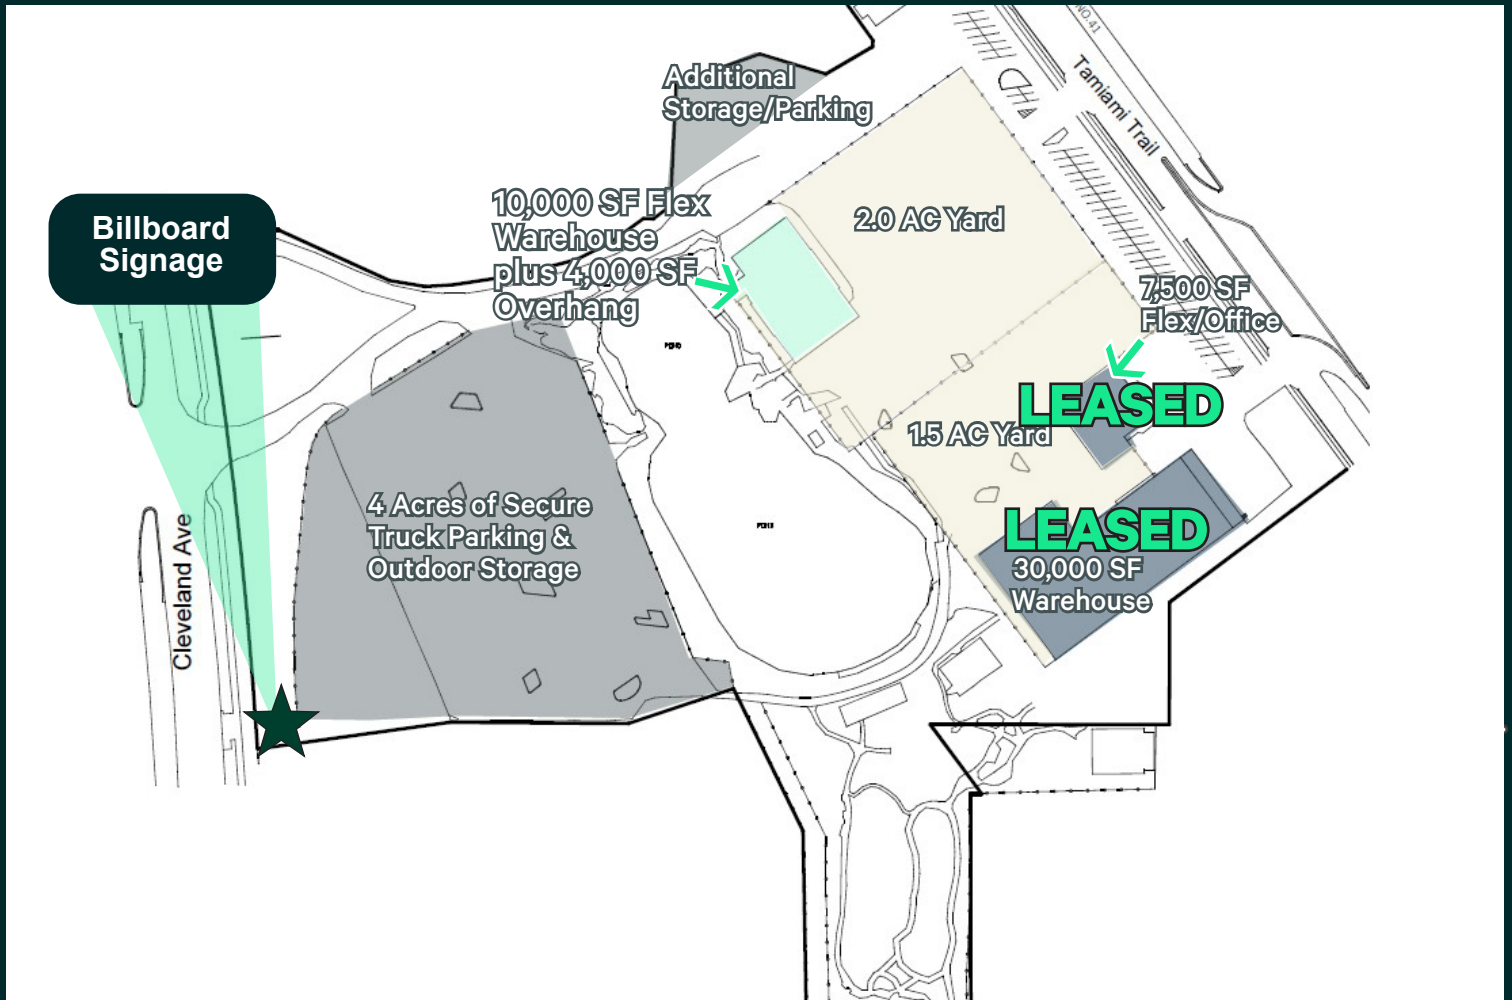 NO.41
Tamiami Trail
Additional
Storage/Parking
Billboard
Signage
10,000 SF Flex
Warehouse
plus 4,000 SF
Overhang
2.0 AC Yard
7,500 SF
Flex/Office
LEASED
1.5 AC Yard
LEASED
30,000 SF
Warehouse
4 Acres of Secure
Truck Parking &
Outdoor Storage
Cleveland Ave